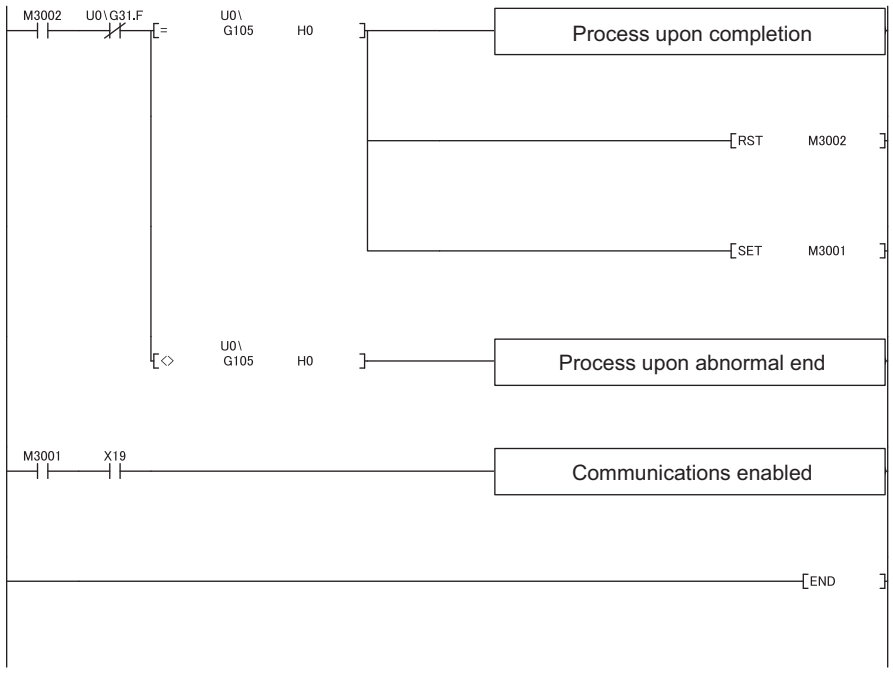 M3002 U0\G31.F
= U0\ G105 H0
Process upon completion
RST M3002
SET M3001
<> U0\ G105 H0
Process upon abnormal end
M3001 X19
Communications enabled
END